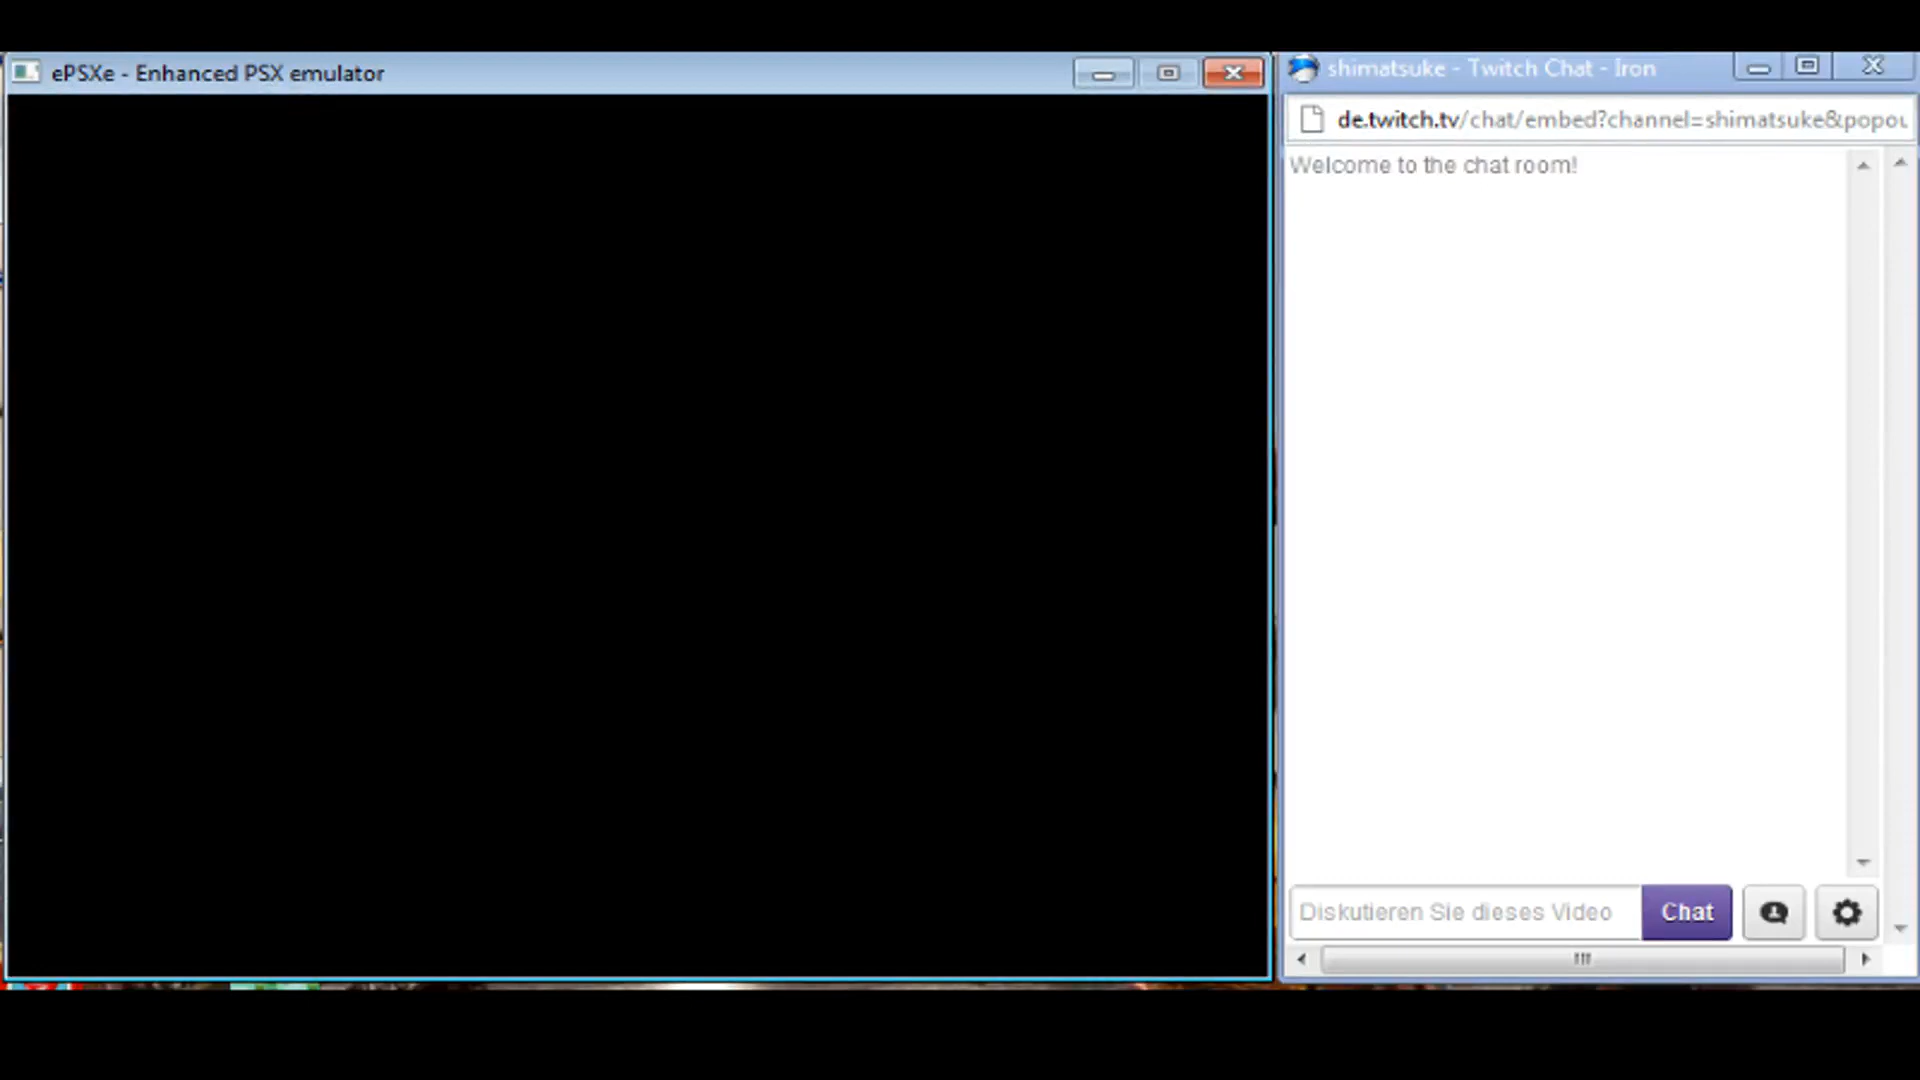 ePSXe - Enhanced PSX emulator
shimatsuke - Twitch Chat - Iron
de.twitch.tv/chat/embed?channel=shimatsuke&popou
Welcome to the chat room!
Diskutieren Sie dieses Video
Chat